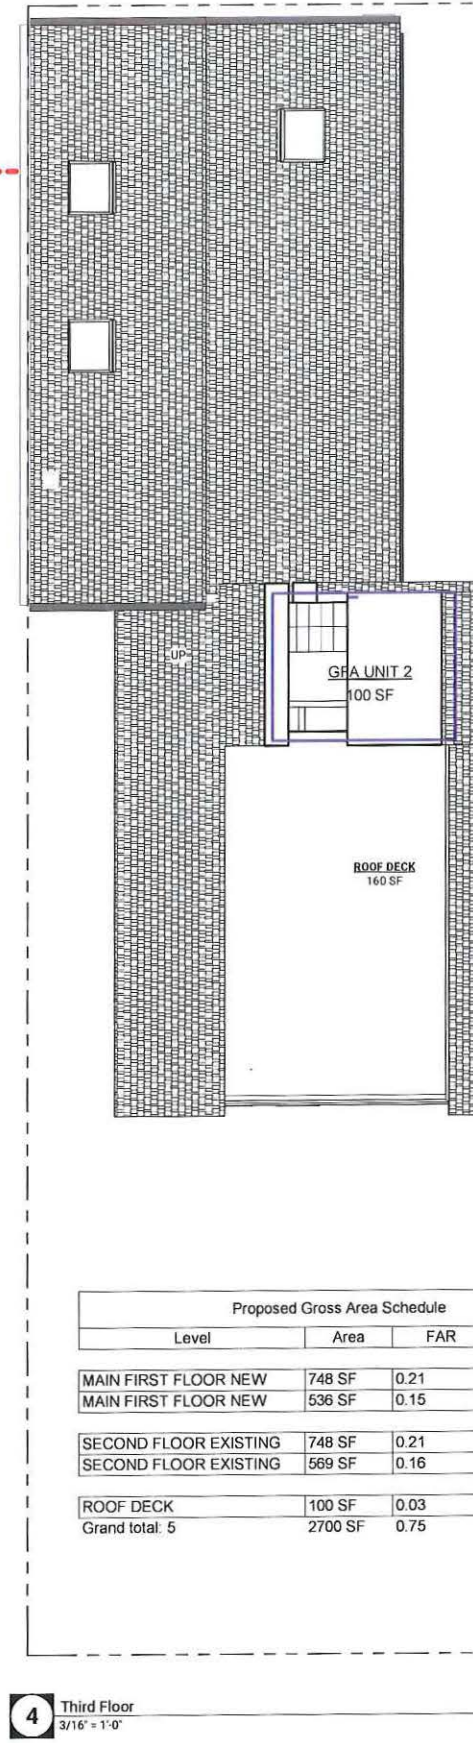 UP
GFA UNIT 2
100 SF
ROOF DECK
160 SF
Proposed Gross Area Schedule
Level Area FAR
MAIN FIRST FLOOR NEW 748 SF 0.21
MAIN FIRST FLOOR NEW 536 SF 0.15
SECOND FLOOR EXISTING 748 SF 0.21
SECOND FLOOR EXISTING 569 SF 0.16
ROOF DECK 100 SF 0.03
Grand total: 5 2700 SF 0.75
4 Third Floor
3/16" = 1'-0"